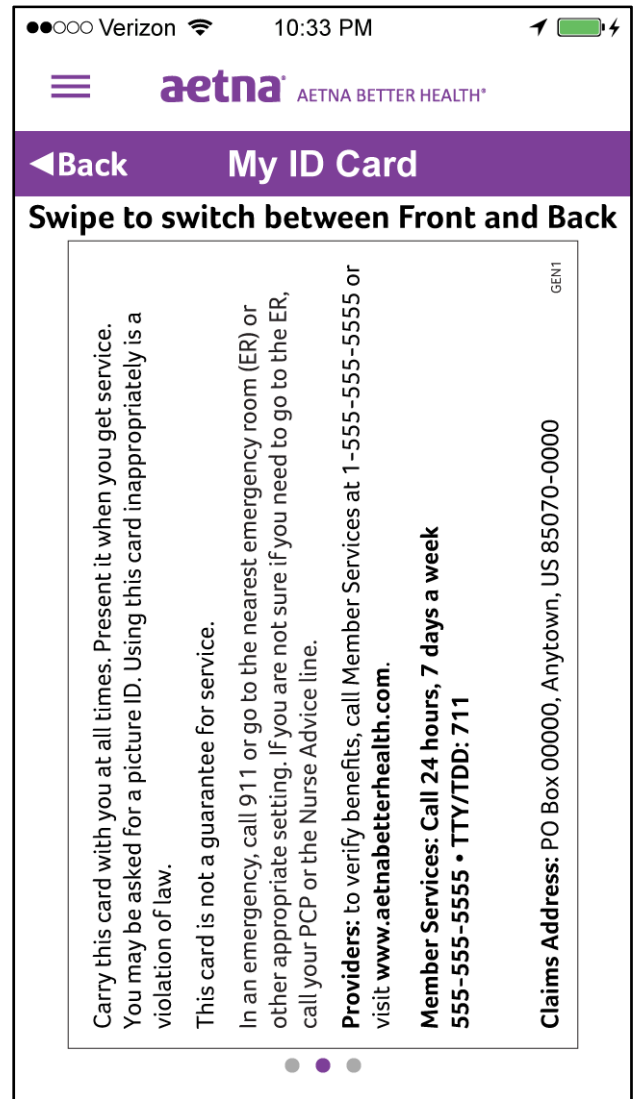 Verizon 10:33 PM
aetna® AETNA BETTER HEALTH®
◀Back My ID Card
Swipe to switch between Front and Back
Carry this card with you at all times. Present it when you get service.
You may be asked for a picture ID. Using this card inappropriately is a
violation of law.
This card is not a guarantee for service.
In an emergency, call 911 or go to the nearest emergency room (ER) or
other appropriate setting. If you are not sure if you need to go to the ER,
call your PCP or the Nurse Advice line.
Providers: to verify benefits, call Member Services at 1-555-555-5555 or
visit www.aetnabetterhealth.com.
Member Services: Call 24 hours, 7 days a week
555-555-5555 • TTY/TDD: 711
Claims Address: PO Box 00000, Anytown, US 85070-0000
GEN1